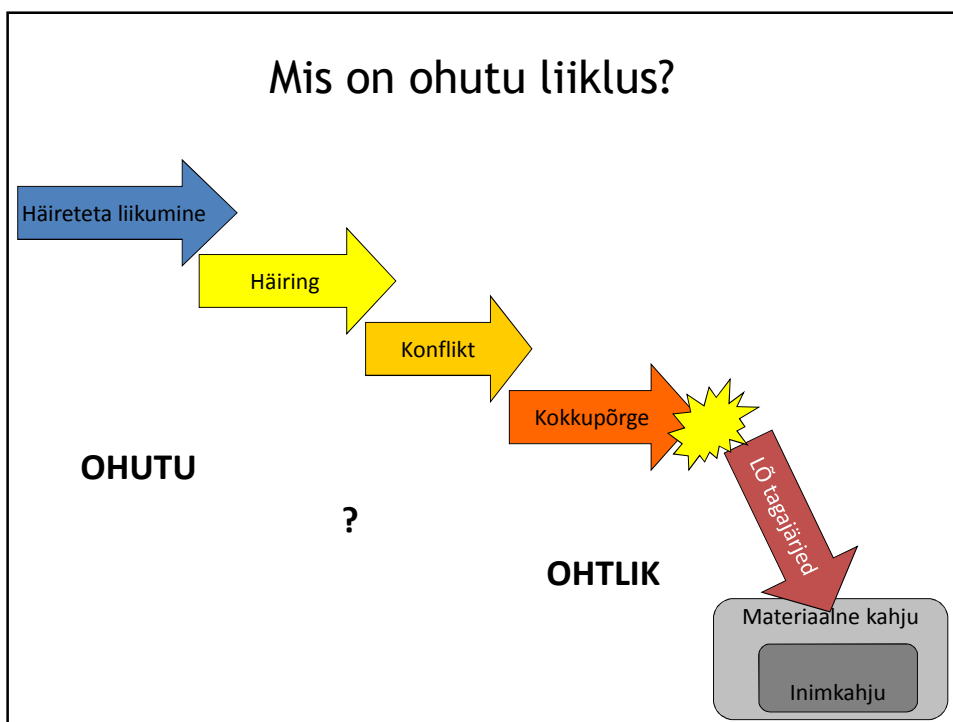 Mis on ohutu liiklus?
Häireteta liikumine
Häiring
Konflikt
Kokkupõrge
OHUTU
LÕ tagajärjed
?
OHTLIK
Materiaalne kahju
Inimkahju